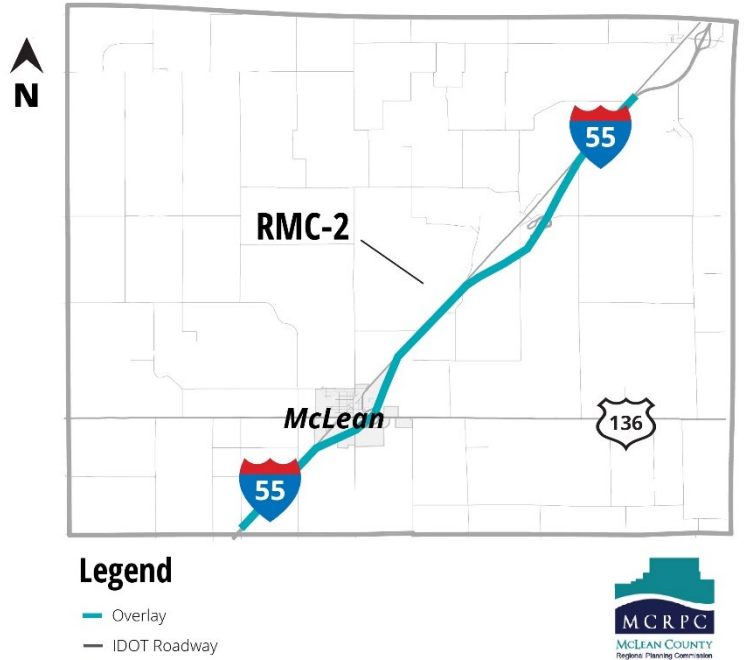 N
55
RMC-2
McLean
136
55
Legend
Overlay
IDOT Roadway
MCRPC
MCLEAN COUNTY
Regional Planning Commission